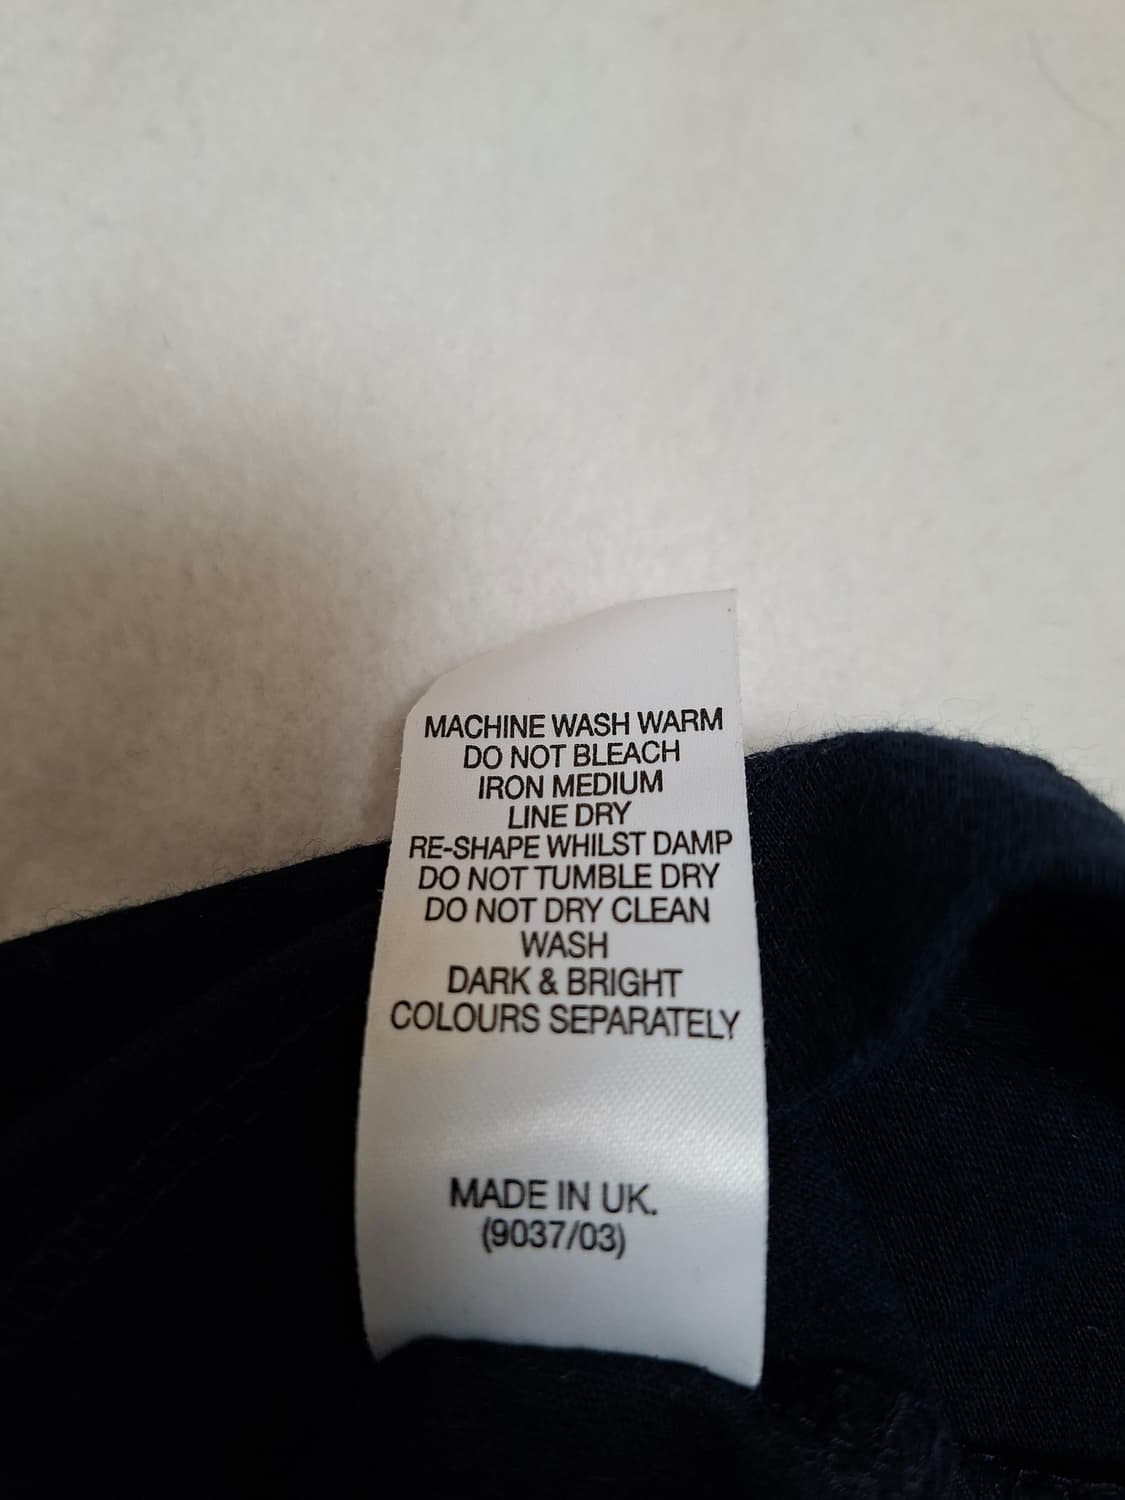 MACHINE WASH WARM
DO NOT BLEACH
IRON MEDIUM
LINE DRY
RE-SHAPE WHILST DAMP
DO NOT TUMBLE DRY
DO NOT DRY CLEAN
WASH
DARK & BRIGHT
COLOURS SEPARATELY
MADE IN UK.
(9037/03)